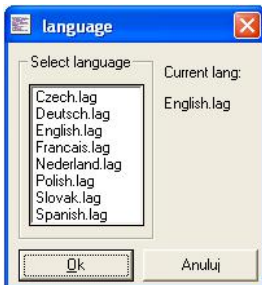 language
Select language
Czech.lag
Deutsch.lag
English.lag
Francais.lag
Nederland.lag
Polish.lag
Slovak.lag
Spanish.lag
Current lang:
English.lag
Ok
Anuluj